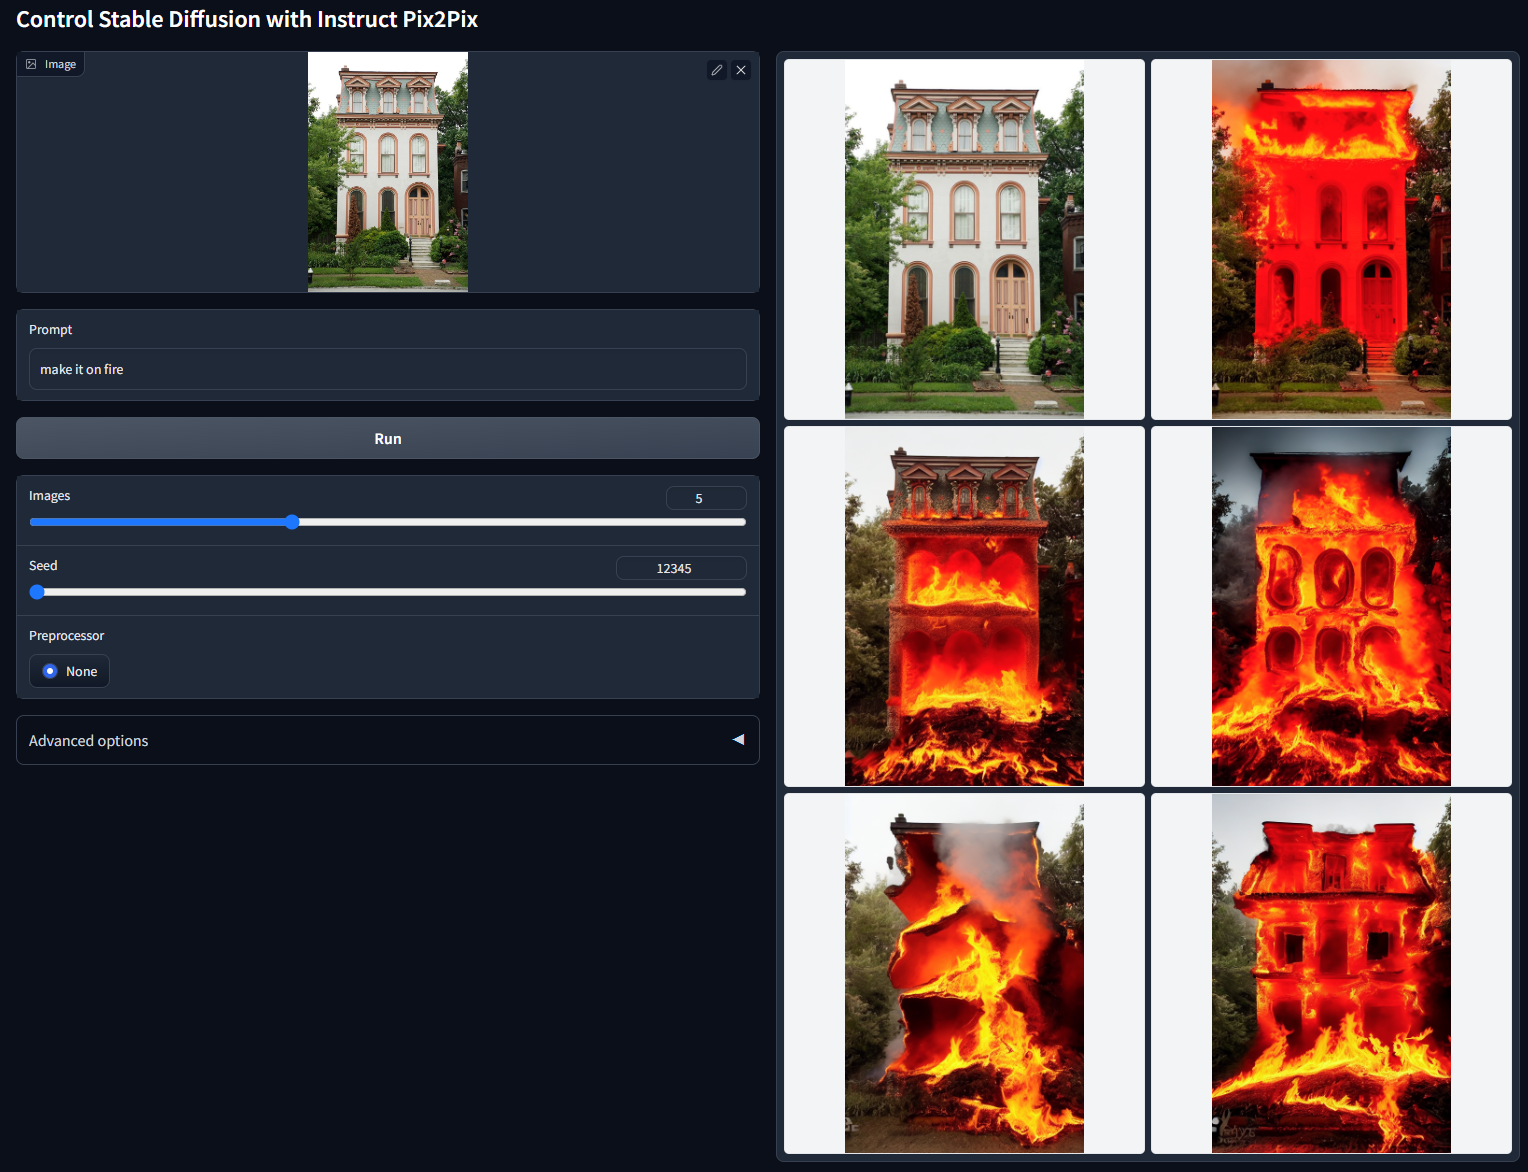 Control Stable Diffusion with Instruct Pix2Pix
Image
Prompt
make it on fire
Run
Images
5
Seed
12345
Preprocessor
None
Advanced options